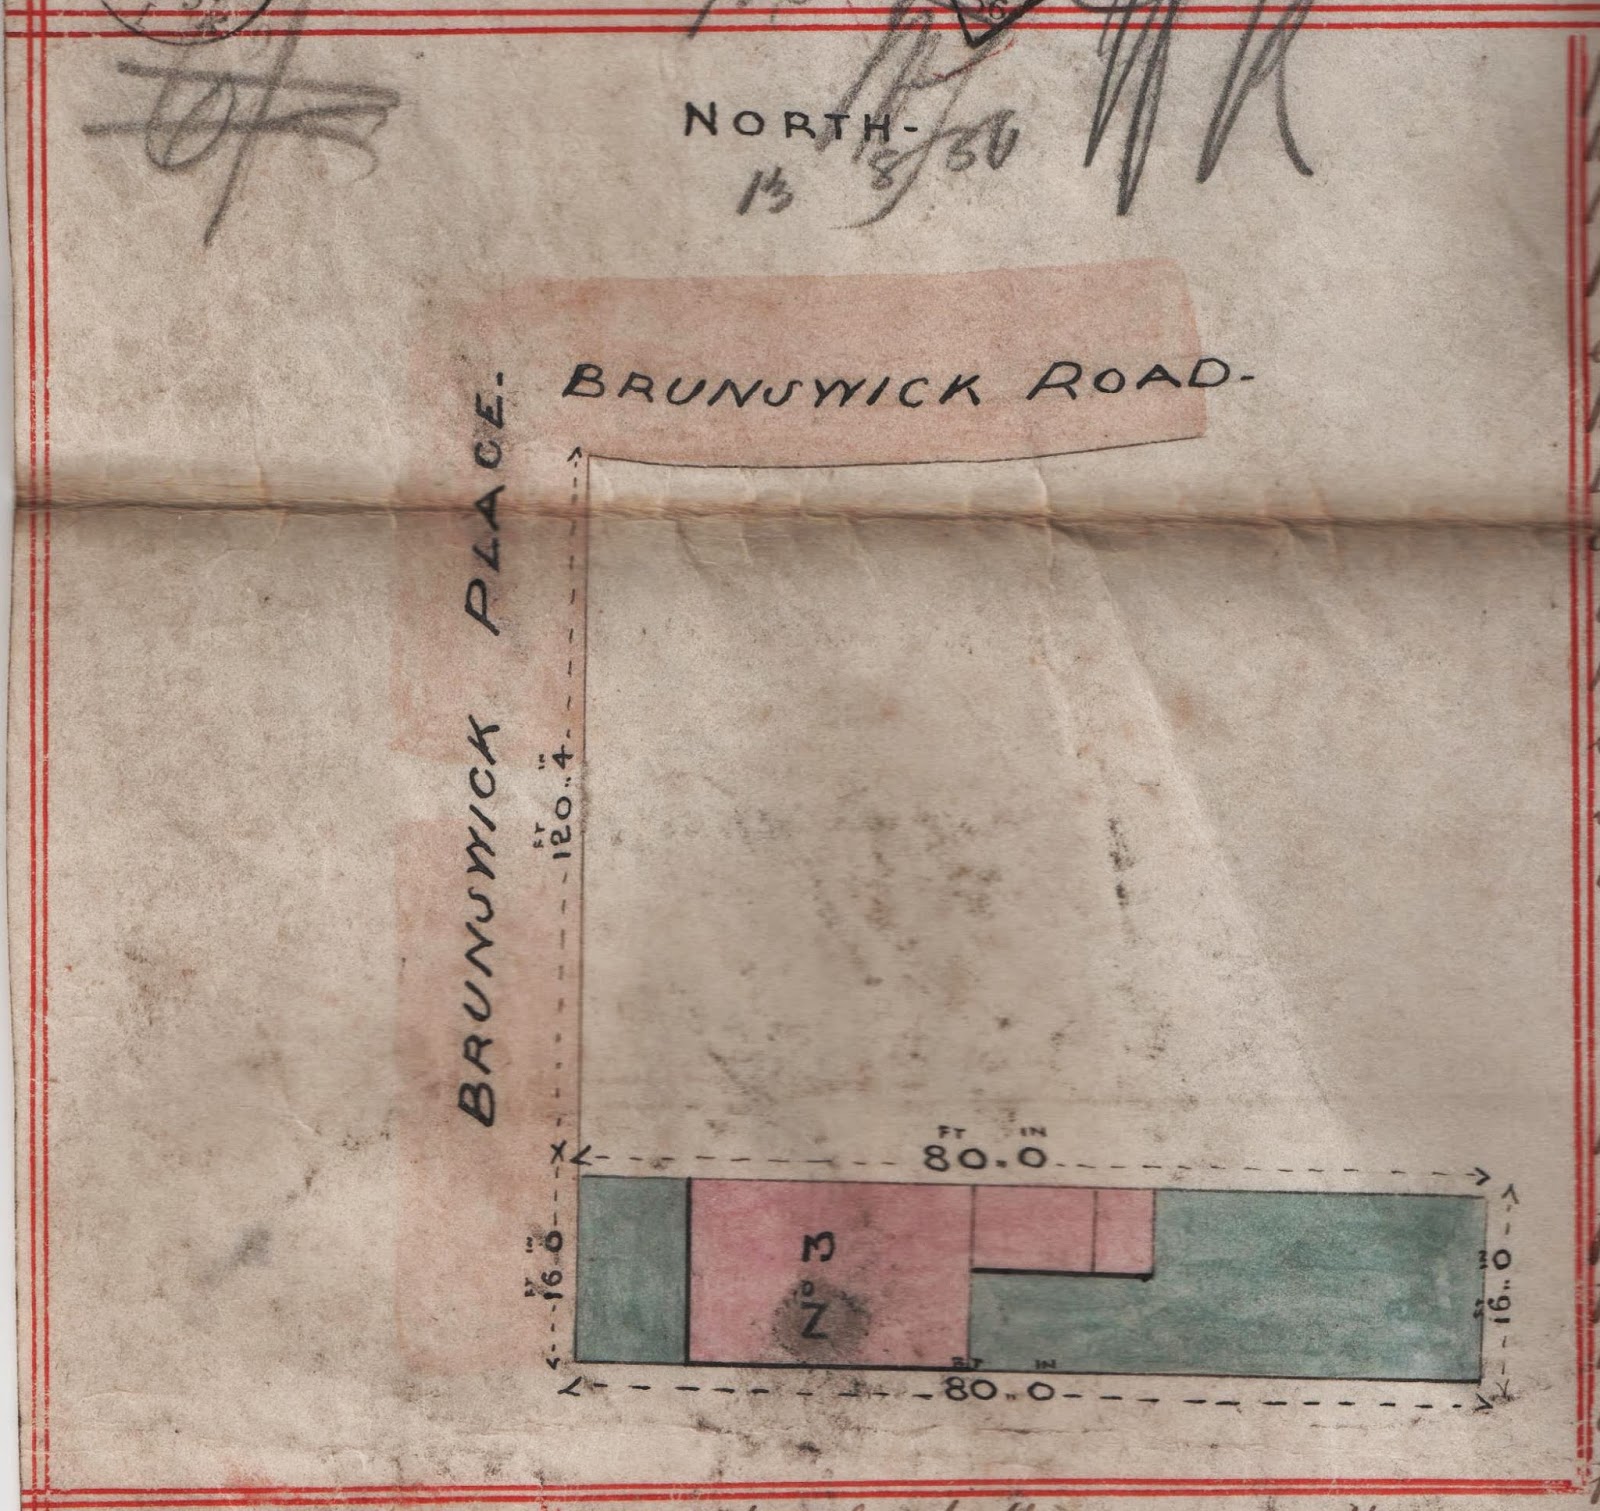 NORTH-
13/8/36
BRUNSWICK ROAD-
BRUNSWICK PLACE.
FT IN
120..4
FT IN
80.0
FT IN
16.0
No 3
FT IN
16..0
FT IN
80..0